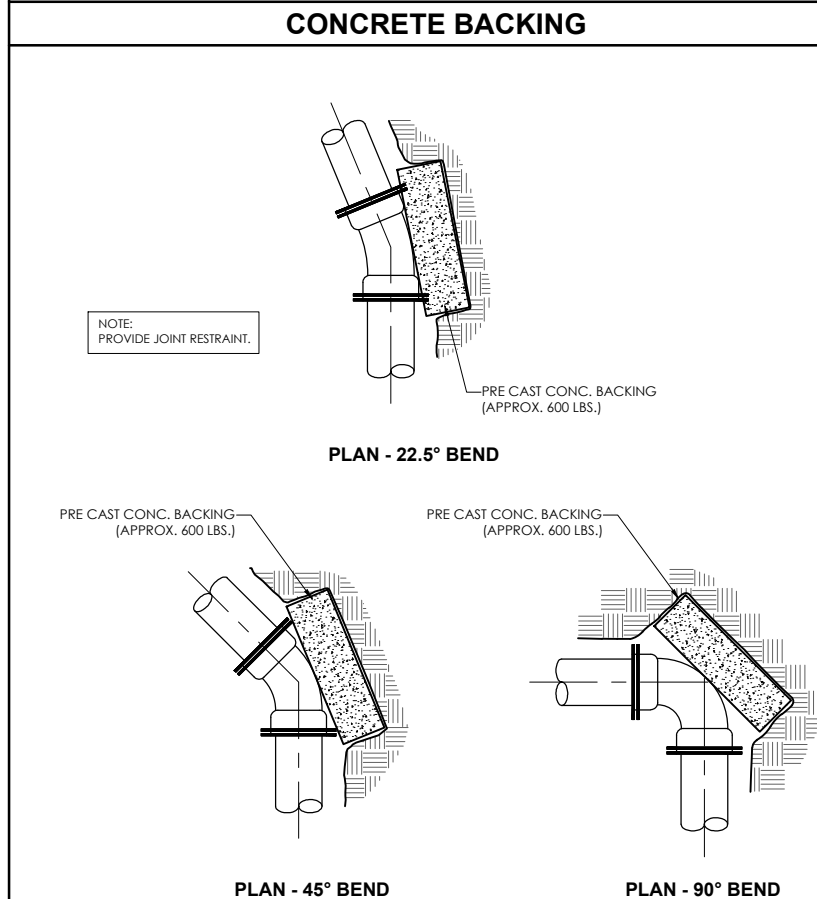 CONCRETE BACKING
NOTE:
PROVIDE JOINT RESTRAINT.
PRE CAST CONC. BACKING
(APPROX. 600 LBS.)
PLAN - 22.5° BEND
PRE CAST CONC. BACKING
(APPROX. 600 LBS.)
PRE CAST CONC. BACKING
(APPROX. 600 LBS.)
PLAN - 45° BEND
PLAN - 90° BEND